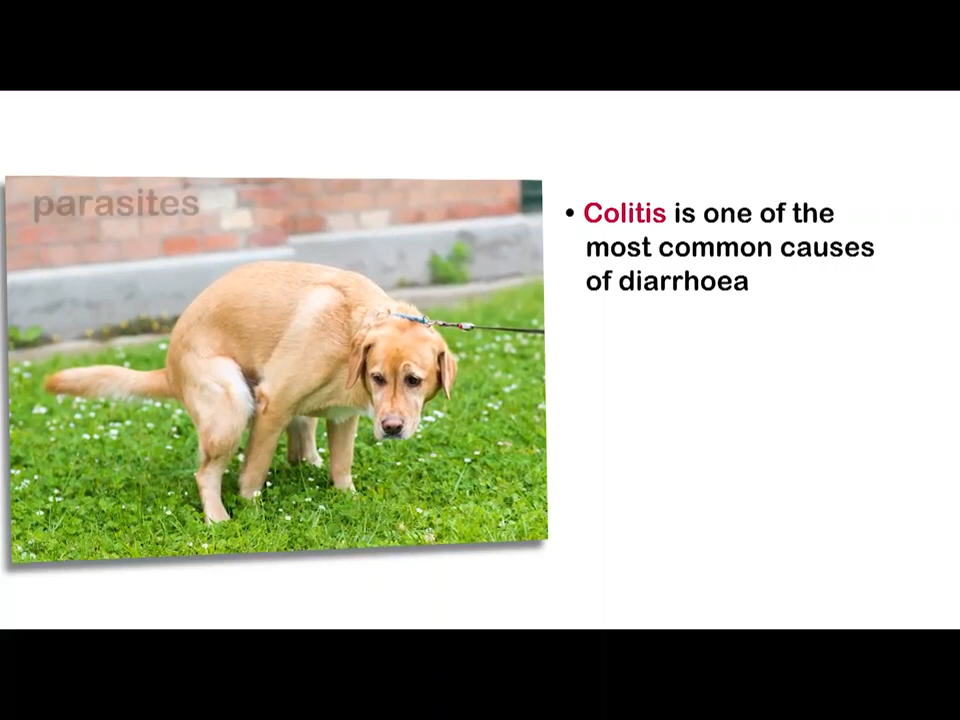 parasites
• Colitis is one of the
most common causes
of diarrhoea